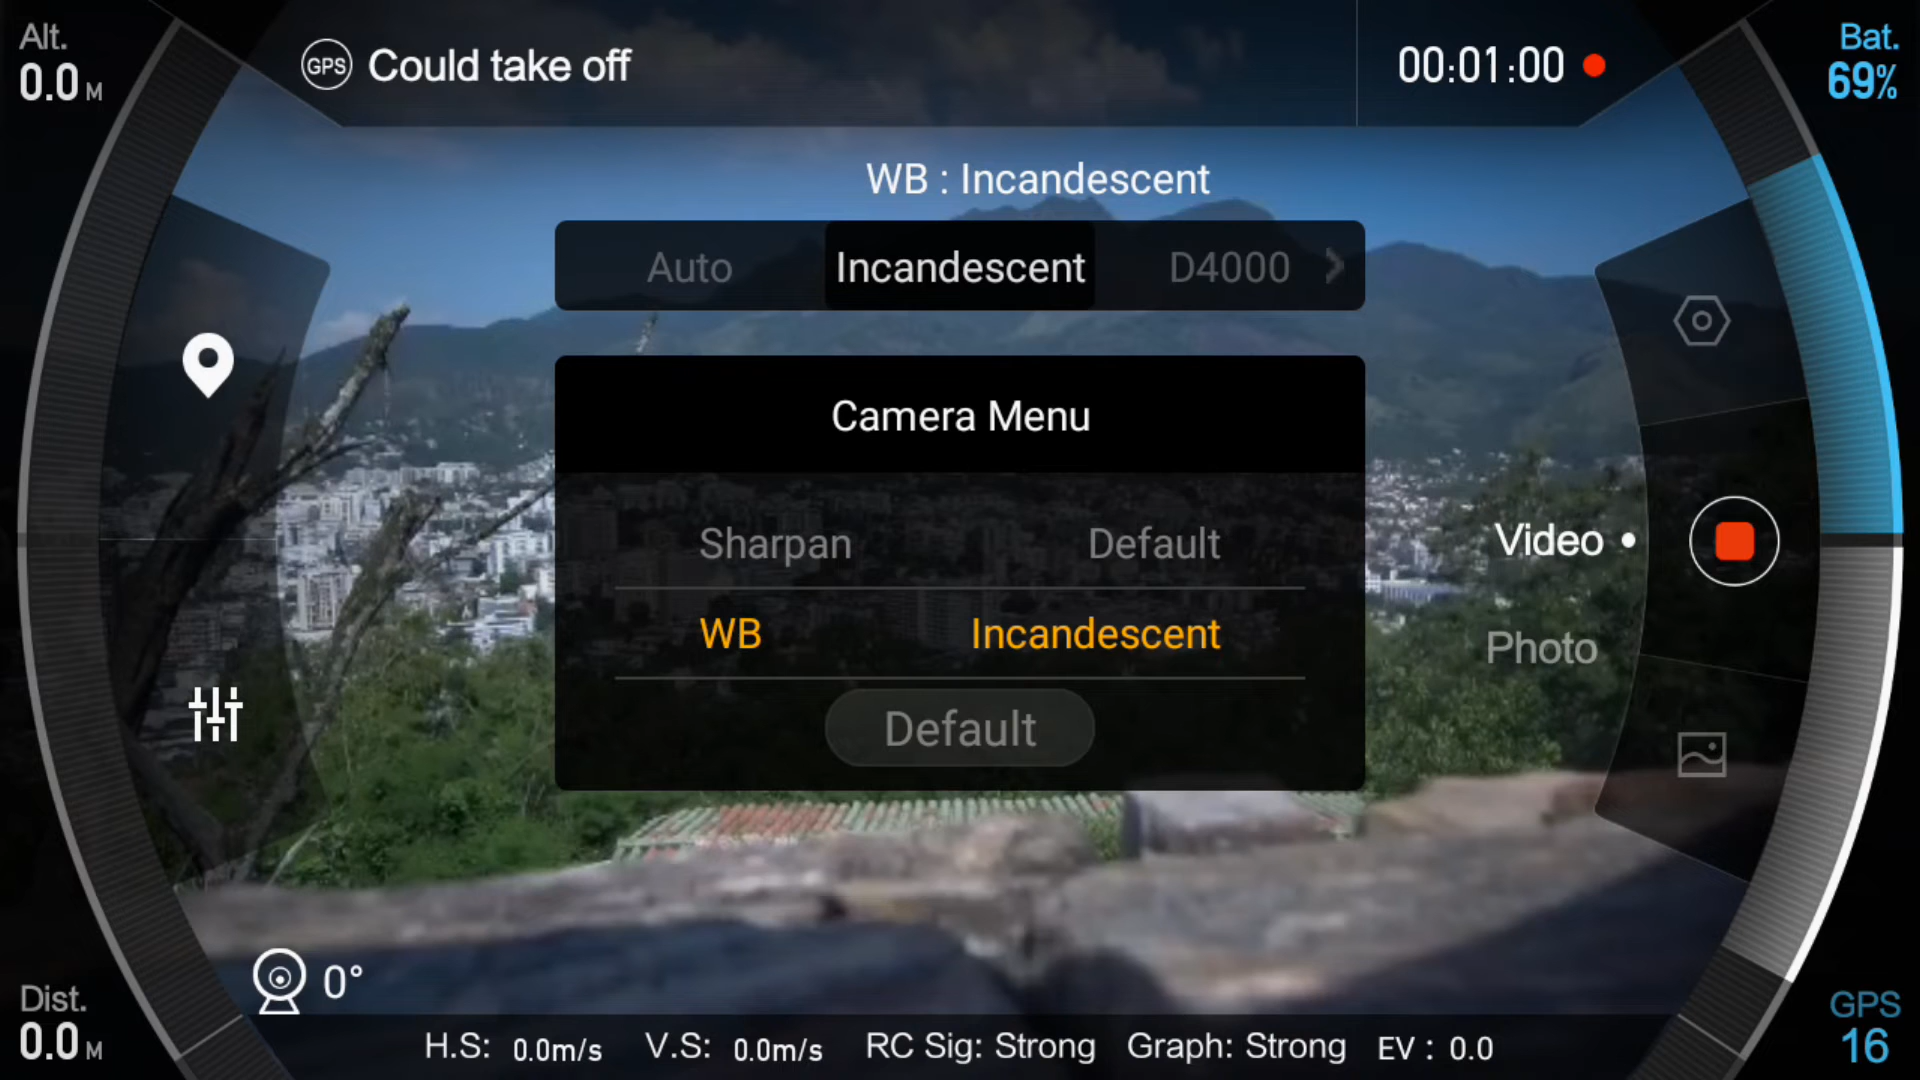 Alt.
0.0 M
GPS Could take off
00:01:00
Bat.
69%
WB : Incandescent
Auto Incandescent D4000
Camera Menu
Sharpan Default
WB Incandescent
Default
Video
Photo
0°
Dist.
0.0 M
H.S: 0.0m/s V.S: 0.0m/s RC Sig: Strong Graph: Strong EV : 0.0
GPS
16